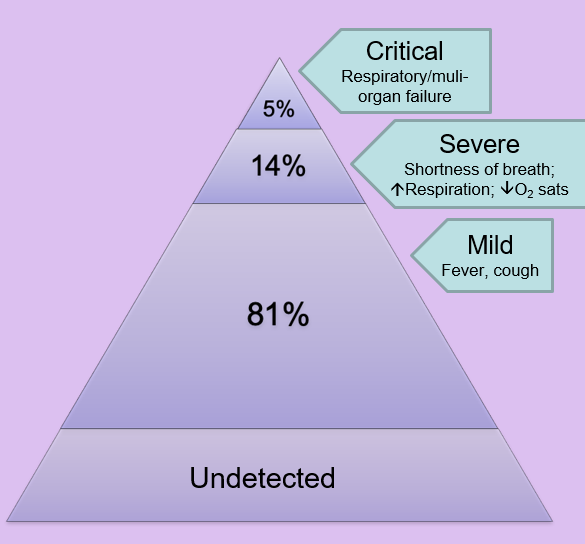 Critical
Respiratory/muli-
organ failure
5%
Severe
Shortness of breath;
↑Respiration; ↓O₂ sats
14%
Mild
Fever, cough
81%
Undetected